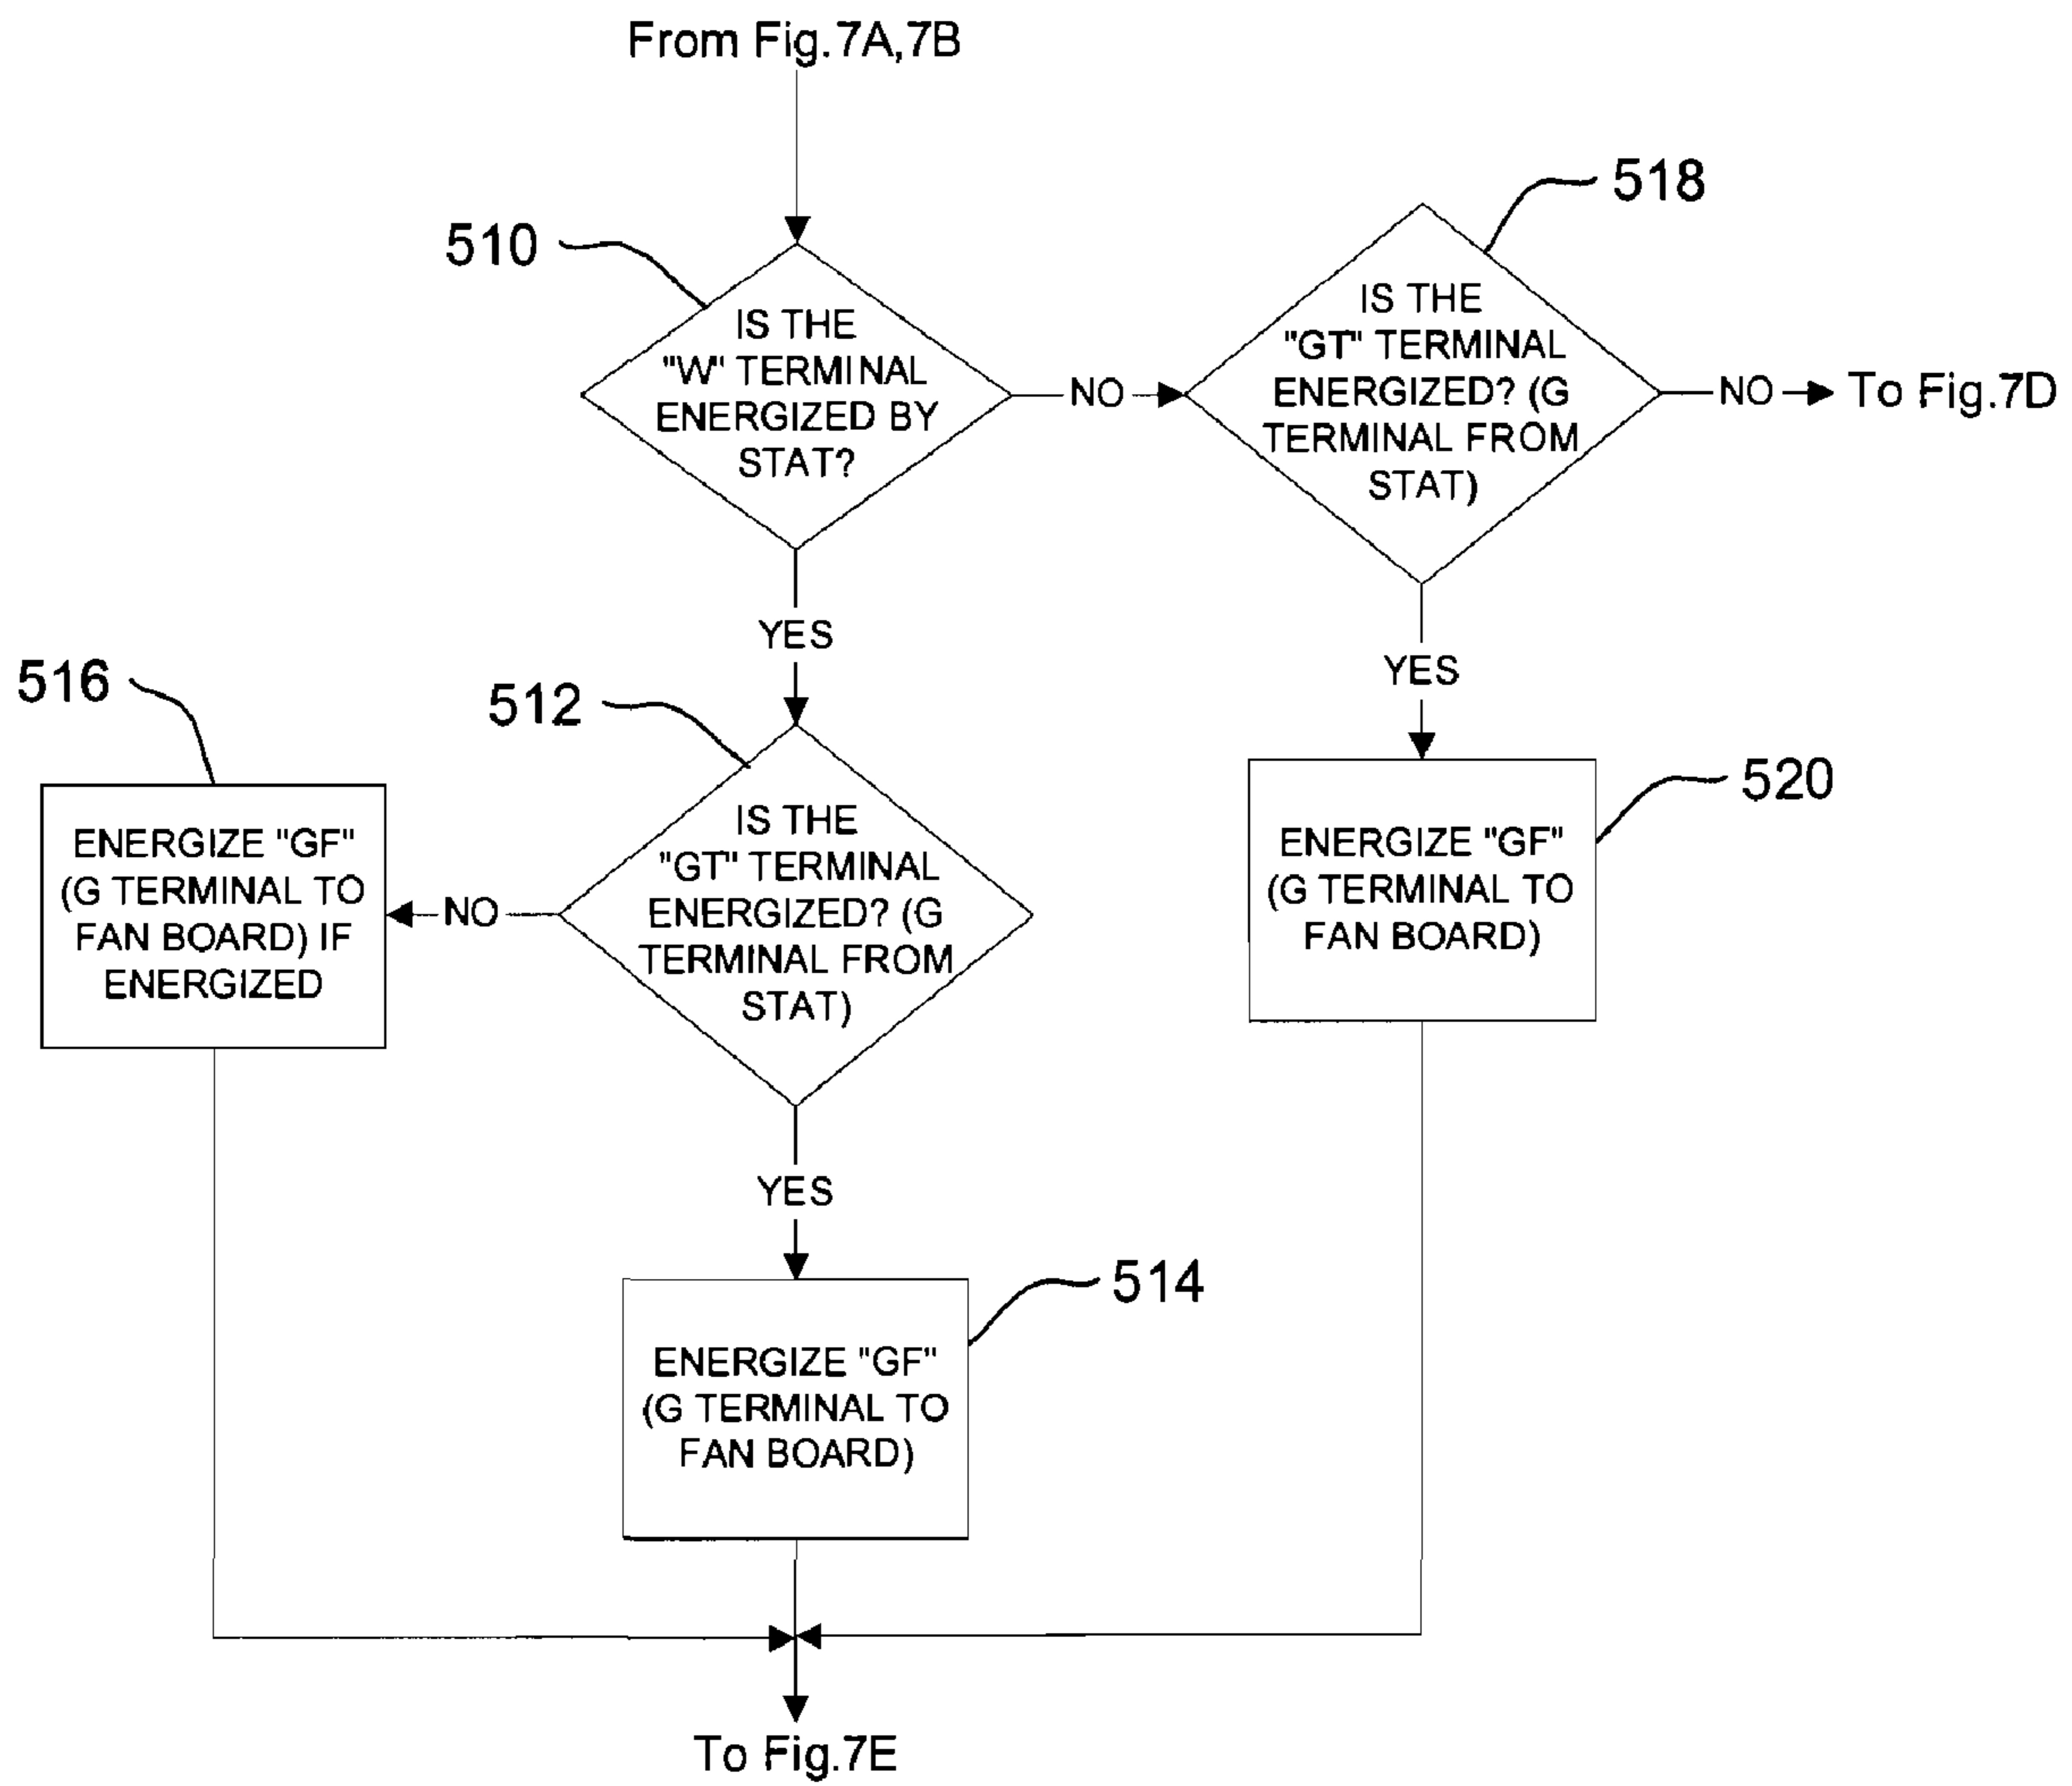 From Fig.7A,7B
510
IS THE
"W" TERMINAL
ENERGIZED BY
STAT?
NO
518
IS THE
"GT" TERMINAL
ENERGIZED? (G
TERMINAL FROM
STAT)
NO
To Fig.7D
YES
YES
516
ENERGIZE "GF"
(G TERMINAL TO
FAN BOARD) IF
ENERGIZED
NO
512
IS THE
"GT" TERMINAL
ENERGIZED? (G
TERMINAL FROM
STAT)
520
ENERGIZE "GF"
(G TERMINAL TO
FAN BOARD)
YES
514
ENERGIZE "GF"
(G TERMINAL TO
FAN BOARD)
To Fig.7E